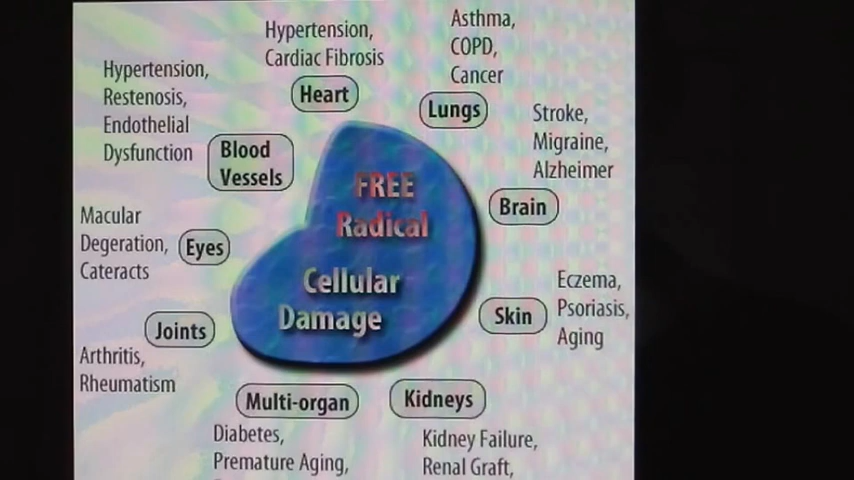 Hypertension,
Cardiac Fibrosis
Heart
Asthma,
COPD,
Cancer
Lungs
Hypertension,
Restenosis,
Endothelial
Dysfunction
Blood
Vessels
Stroke,
Migraine,
Alzheimer
Brain
FREE
Radical
Cellular
Damage
Macular
Degeration,
Cataracts
Eyes
Eczema,
Psoriasis,
Aging
Skin
Joints
Arthritis,
Rheumatism
Multi-organ
Diabetes,
Premature Aging,
Kidneys
Kidney Failure,
Renal Graft,